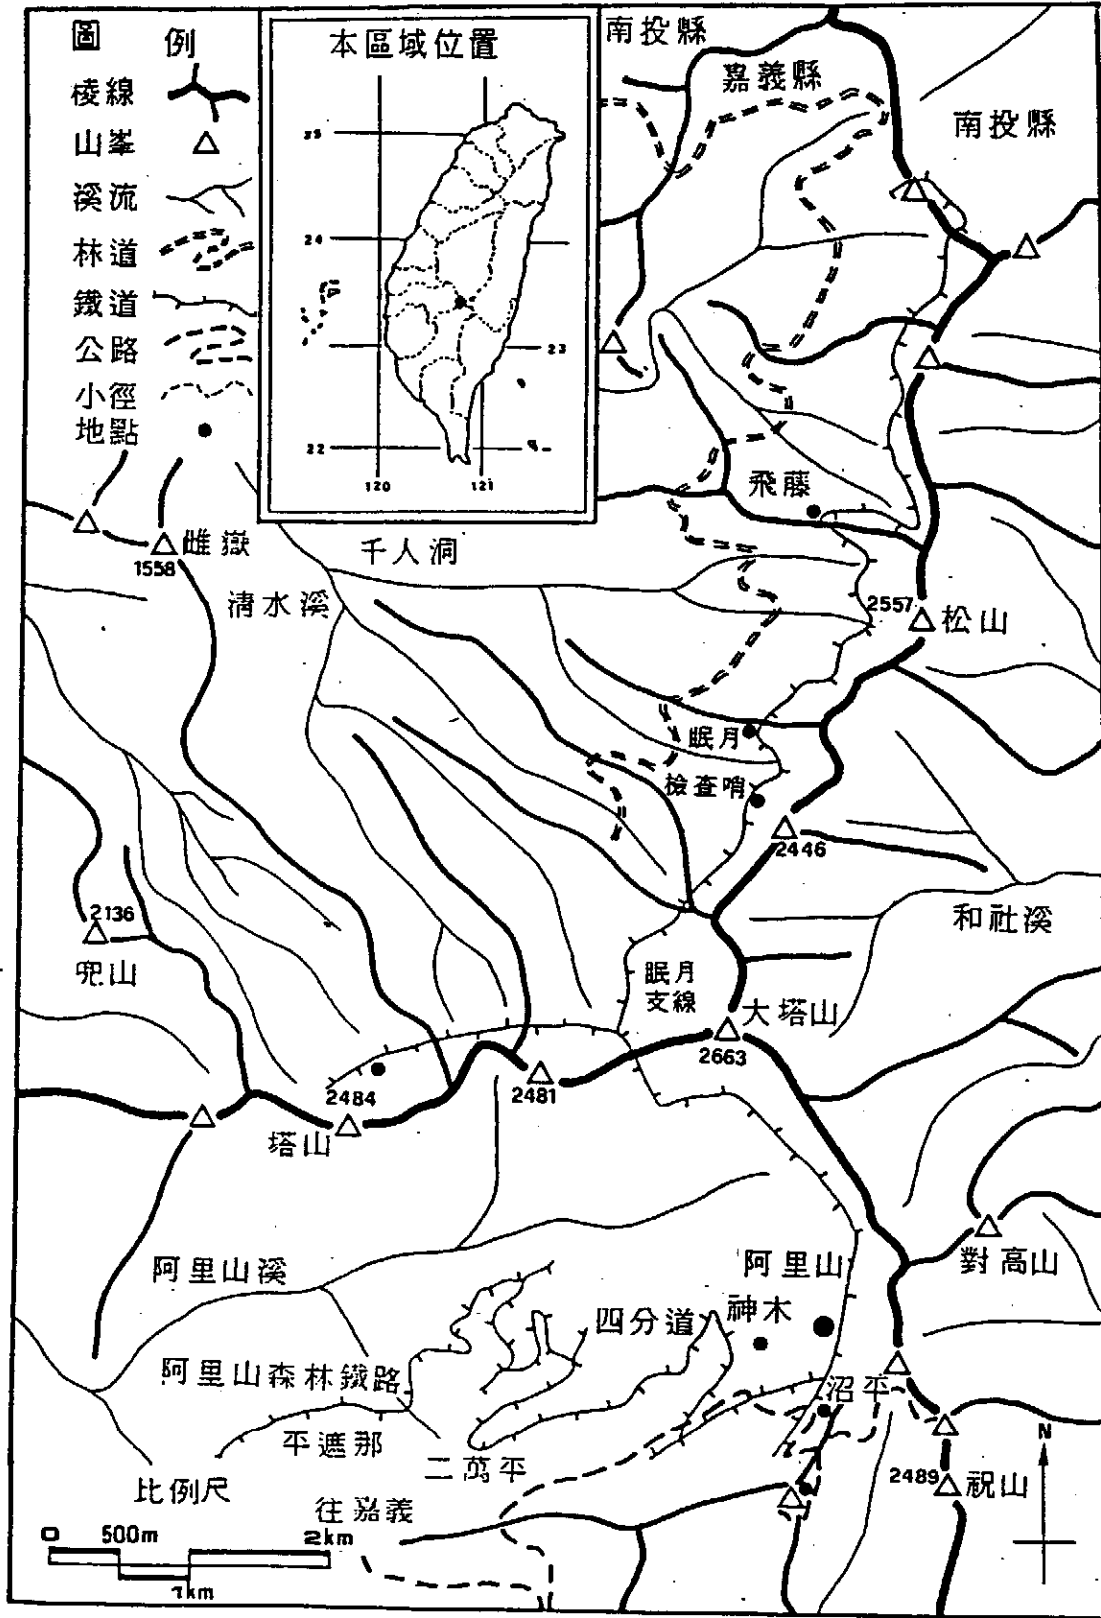 圖例
棱線
山峯
溪流
林道
鐵道
公路
小徑
地點
本區域位置
25
24
23
22
120
121
南投縣
嘉義縣
南投縣
飛藤
雌嶽
1558
千人洞
清水溪
2557
松山
眠月
檢查哨
2446
2136
兜山
和社溪
眠月
支線
大塔山
2663
2484
塔山
2481
阿里山溪
阿里山
神木
四分道
對高山
阿里山森林鐵路
沼平
平遮那
二萬平
2489
祝山
N
往嘉義
比例尺
0
500m
2km
1km